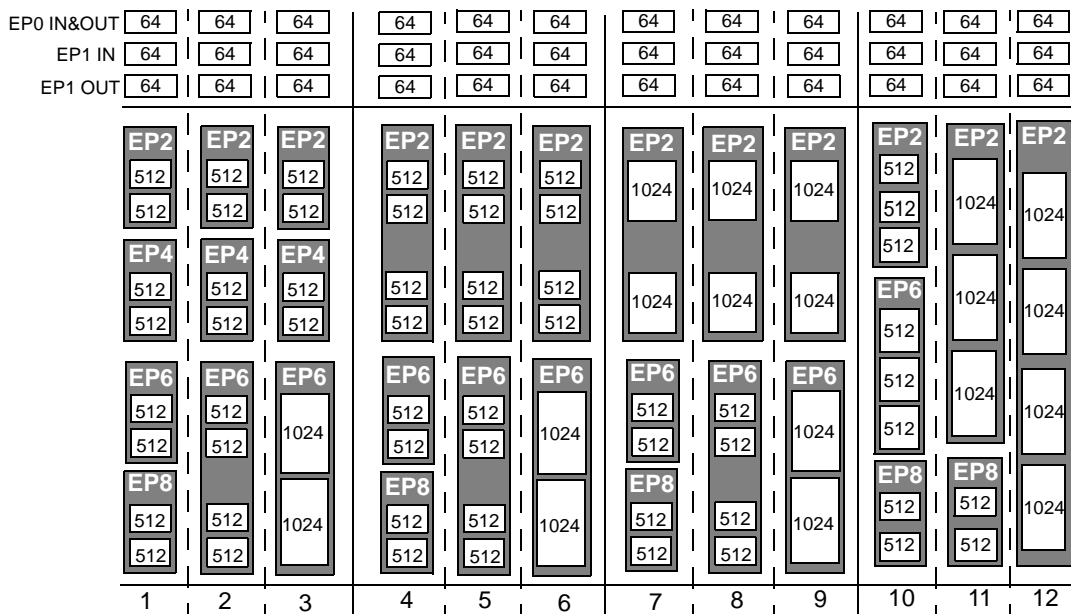 EP0 IN&OUT 64 64 64 64 64 64 64 64 64 64 64 64
EP1 IN 64 64 64 64 64 64 64 64 64 64 64 64
EP1 OUT 64 64 64 64 64 64 64 64 64 64 64 64
EP2 EP2 EP2 EP2 EP2 EP2 EP2 EP2 EP2 EP2 EP2 EP2
512 512 512 512 512 512 1024 1024 1024 512 1024 1024
512 512 512 512 512 512 512
EP4 EP4 EP4 512
512 512 512 512 512 512 1024 1024 1024 EP6 1024 1024
512 512 512 512 512 512 512
EP6 EP6 EP6 EP6 EP6 EP6 EP6 EP6 EP6 512
512 512 512 512 512 512 1024 1024
1024 1024 1024 512
512 512 512 512 512 512
EP8 EP8 EP8 EP8 EP8
512 512 1024 512 512 1024 512 512 1024 512 512 1024
512 512 512 512 512 512 512 512
1 2 3 4 5 6 7 8 9 10 11 12